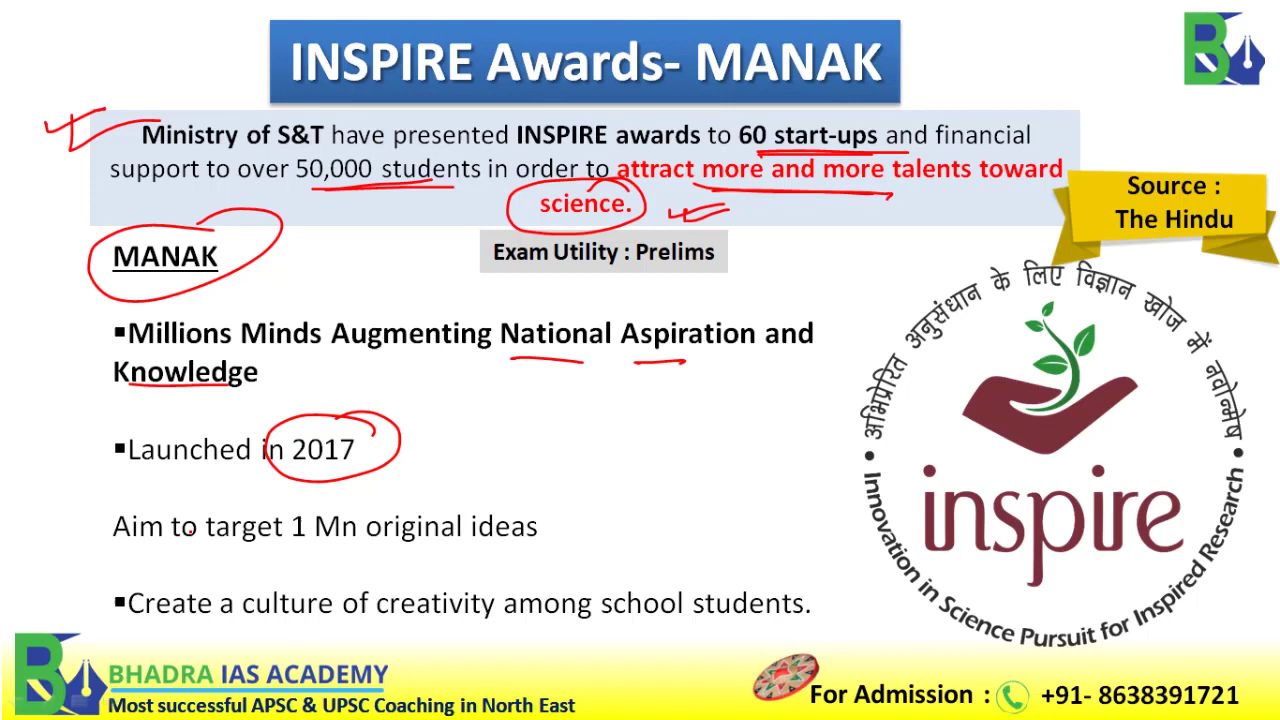 INSPIRE Awards- MANAK
Ministry of S&T have presented INSPIRE awards to 60 start-ups and financial
support to over 50,000 students in order to attract more and more talents toward
science.
Source :
The Hindu
Exam Utility : Prelims
MANAK
▪Millions Minds Augmenting National Aspiration and
Knowledge
▪Launched in 2017
Aim to target 1 Mn original ideas
▪Create a culture of creativity among school students.
अभिप्रेरित अनुसंधान के लिए विज्ञान खोज में नवोन्मेष
inspire
Innovation in Science Pursuit for Inspired Research
BHADRA IAS ACADEMY
Most successful APSC & UPSC Coaching in North East
For Admission : +91- 8638391721